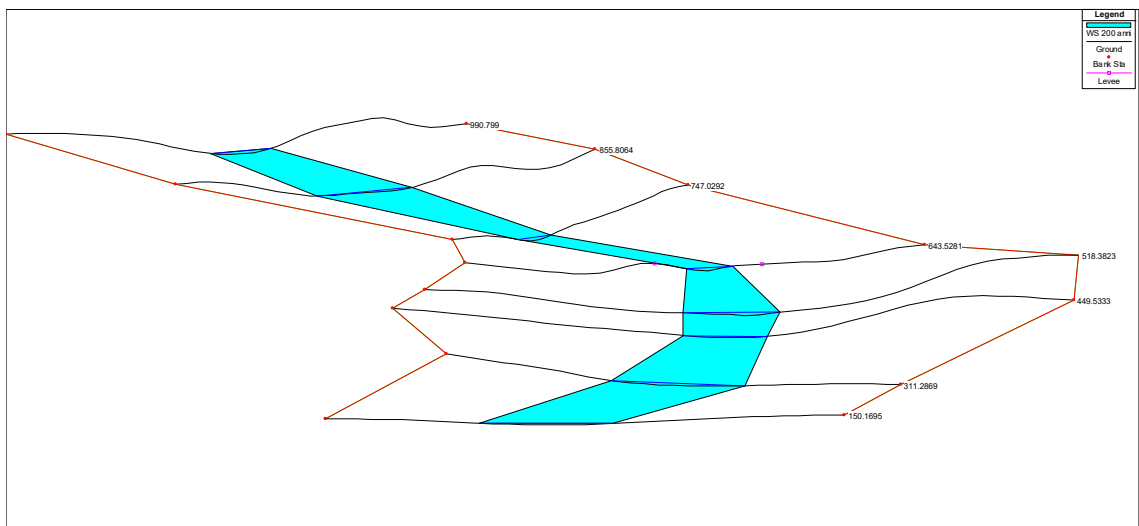 Legend
WS 200 anni
Ground
Bank Sta
Levee
990.799
855.8064
747.0292
643.5281
518.3823
449.5333
311.2869
150.1695